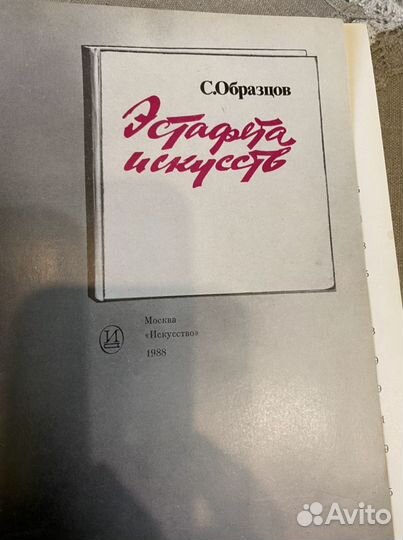 С.Образцов
Эстафета
искусств
Москва
«Искусство»
1988
И
Avito